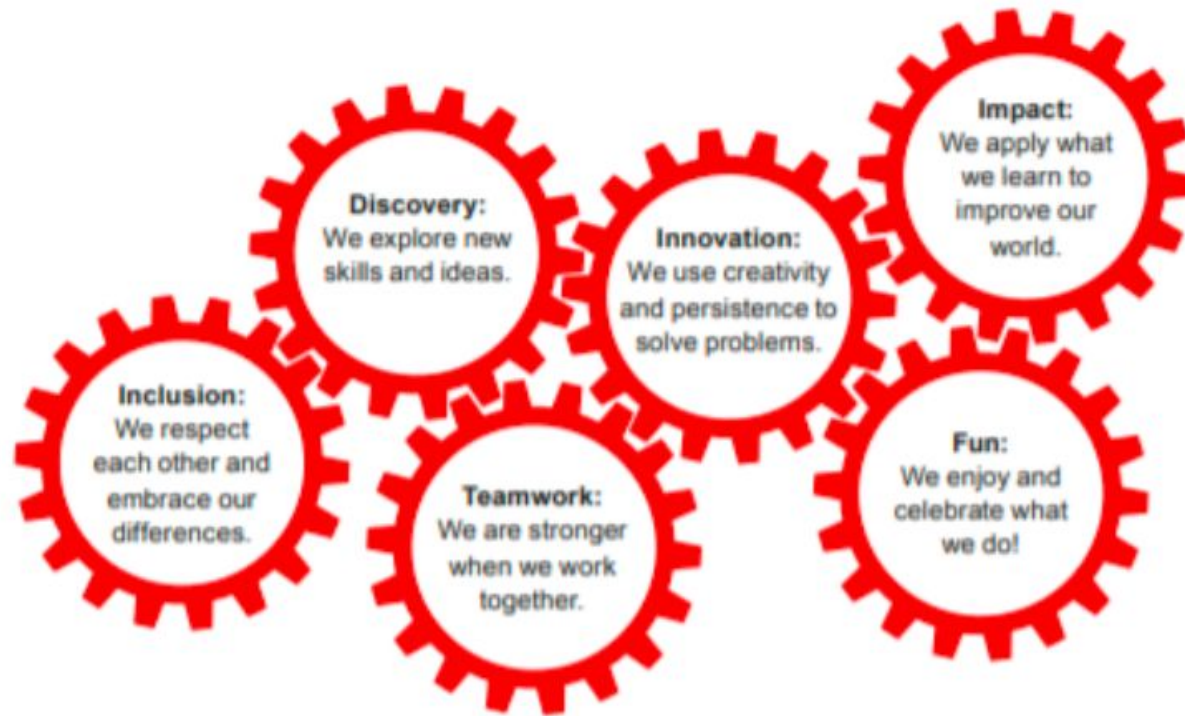 Impact:
We apply what
we learn to
improve our
world.
Discovery:
We explore new
skills and ideas.
Innovation:
We use creativity
and persistence to
solve problems.
Inclusion:
We respect
each other and
embrace our
differences.
Teamwork:
We are stronger
when we work
together.
Fun:
We enjoy and
celebrate what
we do!